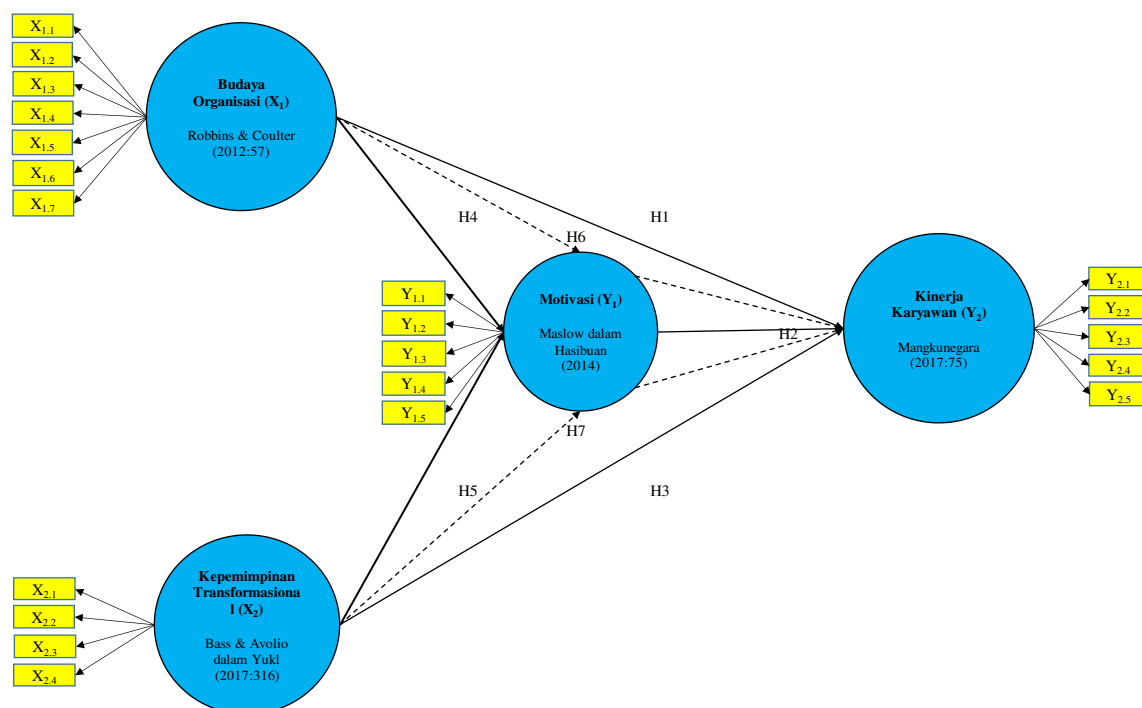 X1.1
X1.2
X1.3
X1.4
X1.5
X1.6
X1.7
Budaya
Organisasi (X1)
Robbins & Coulter
(2012:57)
H4
H6
H1
Y1.1
Y1.2
Y1.3
Y1.4
Y1.5
Motivasi (Y1)
Maslow dalam
Hasibuan
(2014)
H2
Kinerja
Karyawan (Y2)
Mangkunegara
(2017:75)
Y2.1
Y2.2
Y2.3
Y2.4
Y2.5
H7
H5
H3
X2.1
X2.2
X2.3
X2.4
Kepemimpinan
Transformasiona
l (X2)
Bass & Avolio
dalam Yukl
(2017:316)